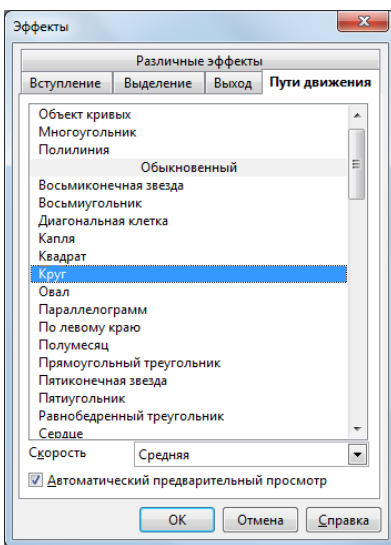 Эффекты
Различные эффекты
Вступление Выделение Выход Пути движения
Объект кривых
Многоугольник
Полилиния
Обыкновенный
Восьмиконечная звезда
Восьмиугольник
Диагональная клетка
Капля
Квадрат
Круг
Овал
Параллелограмм
По левому краю
Полумесяц
Прямоугольный треугольник
Пятиконечная звезда
Пятиугольник
Равнобедренный треугольник
Сердце
Скорость Средняя
Автоматический предварительный просмотр
ОК Отмена Справка